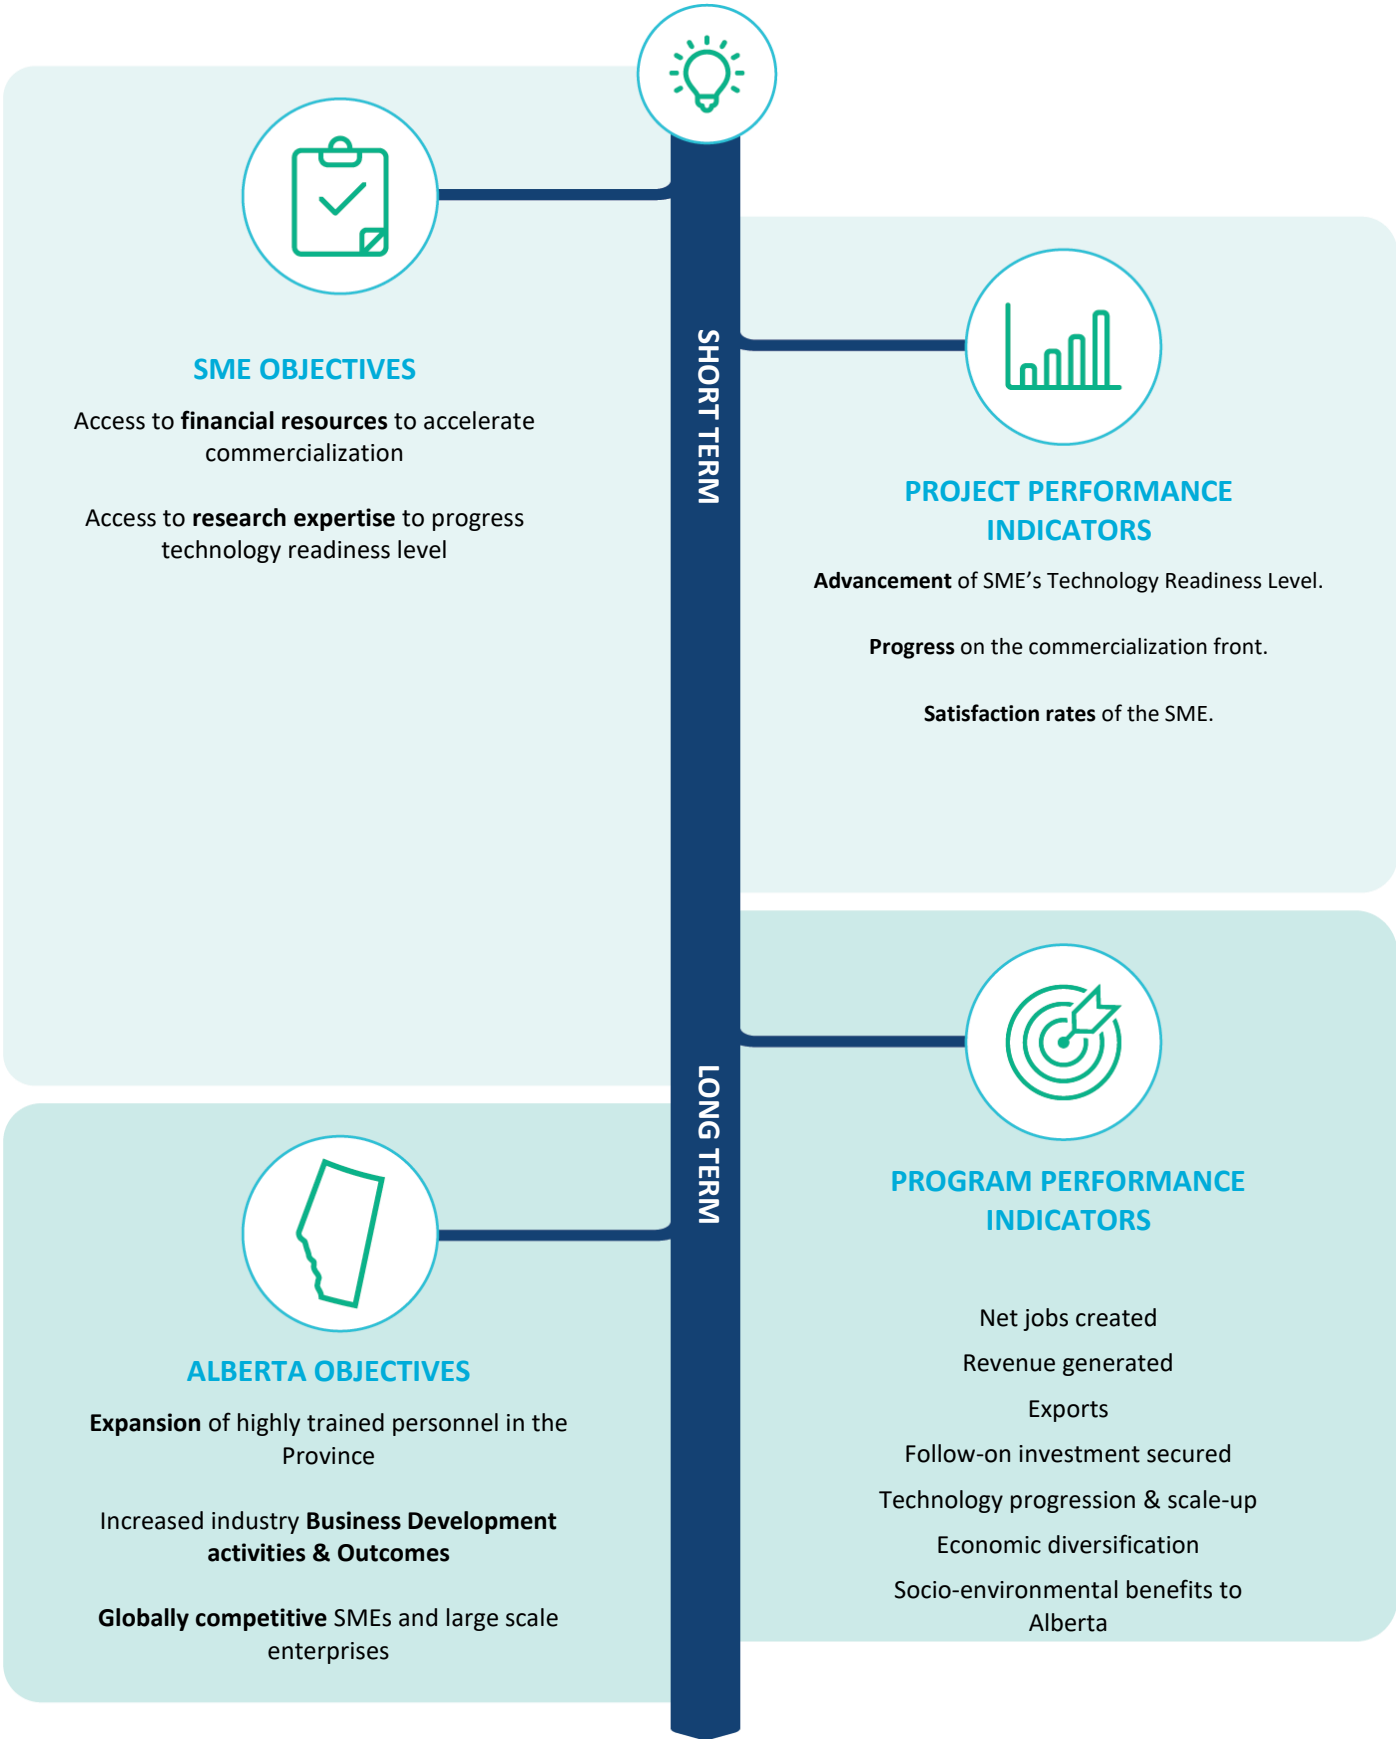 SME OBJECTIVES
Access to financial resources to accelerate
commercialization
Access to research expertise to progress
technology readiness level
SHORT TERM
PROJECT PERFORMANCE
INDICATORS
Advancement of SME’s Technology Readiness Level.
Progress on the commercialization front.
Satisfaction rates of the SME.
LONG TERM
ALBERTA OBJECTIVES
Expansion of highly trained personnel in the
Province
Increased industry Business Development
activities & Outcomes
Globally competitive SMEs and large scale
enterprises
PROGRAM PERFORMANCE
INDICATORS
Net jobs created
Revenue generated
Exports
Follow-on investment secured
Technology progression & scale-up
Economic diversification
Socio-environmental benefits to
Alberta